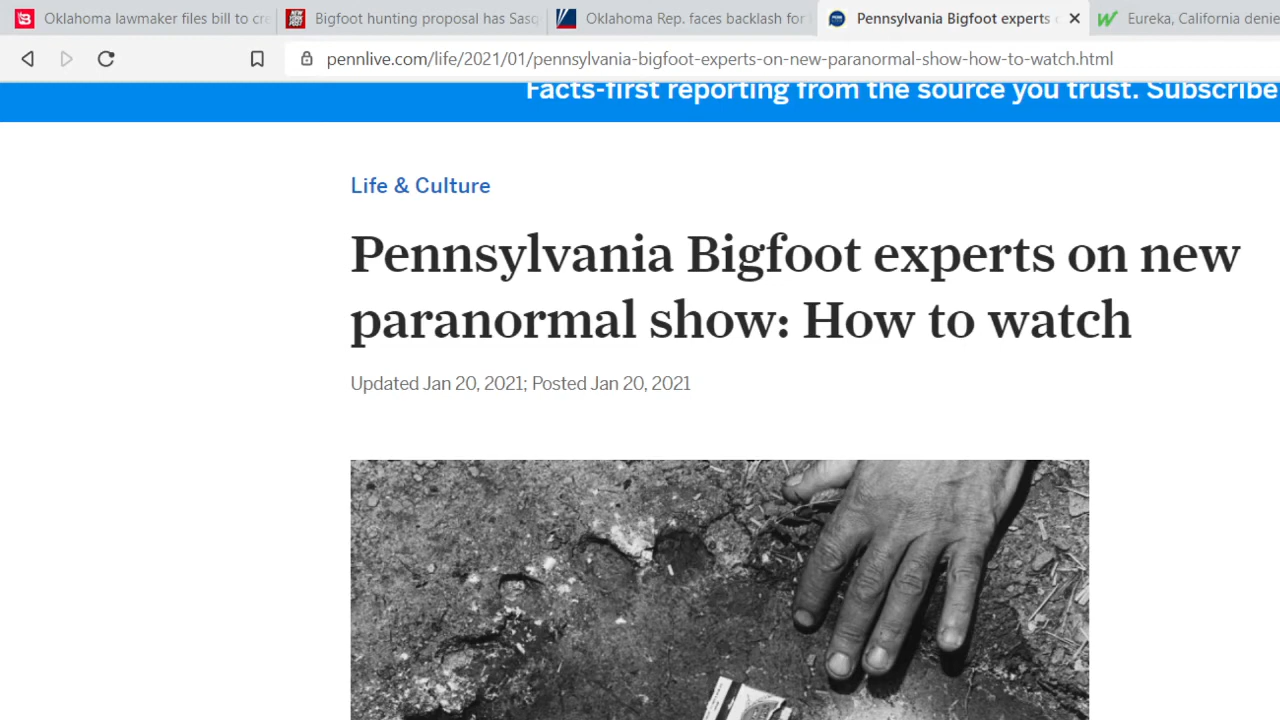 Oklahoma lawmaker files bill to cre
Bigfoot hunting proposal has Sasq
Oklahoma Rep. faces backlash for
Pennsylvania Bigfoot experts
Eureka, California denie
pennlive.com/life/2021/01/pennsylvania-bigfoot-experts-on-new-paranormal-show-how-to-watch.html
Facts-first reporting from the source you trust. Subscribe
Life & Culture
Pennsylvania Bigfoot experts on new
paranormal show: How to watch
Updated Jan 20, 2021; Posted Jan 20, 2021